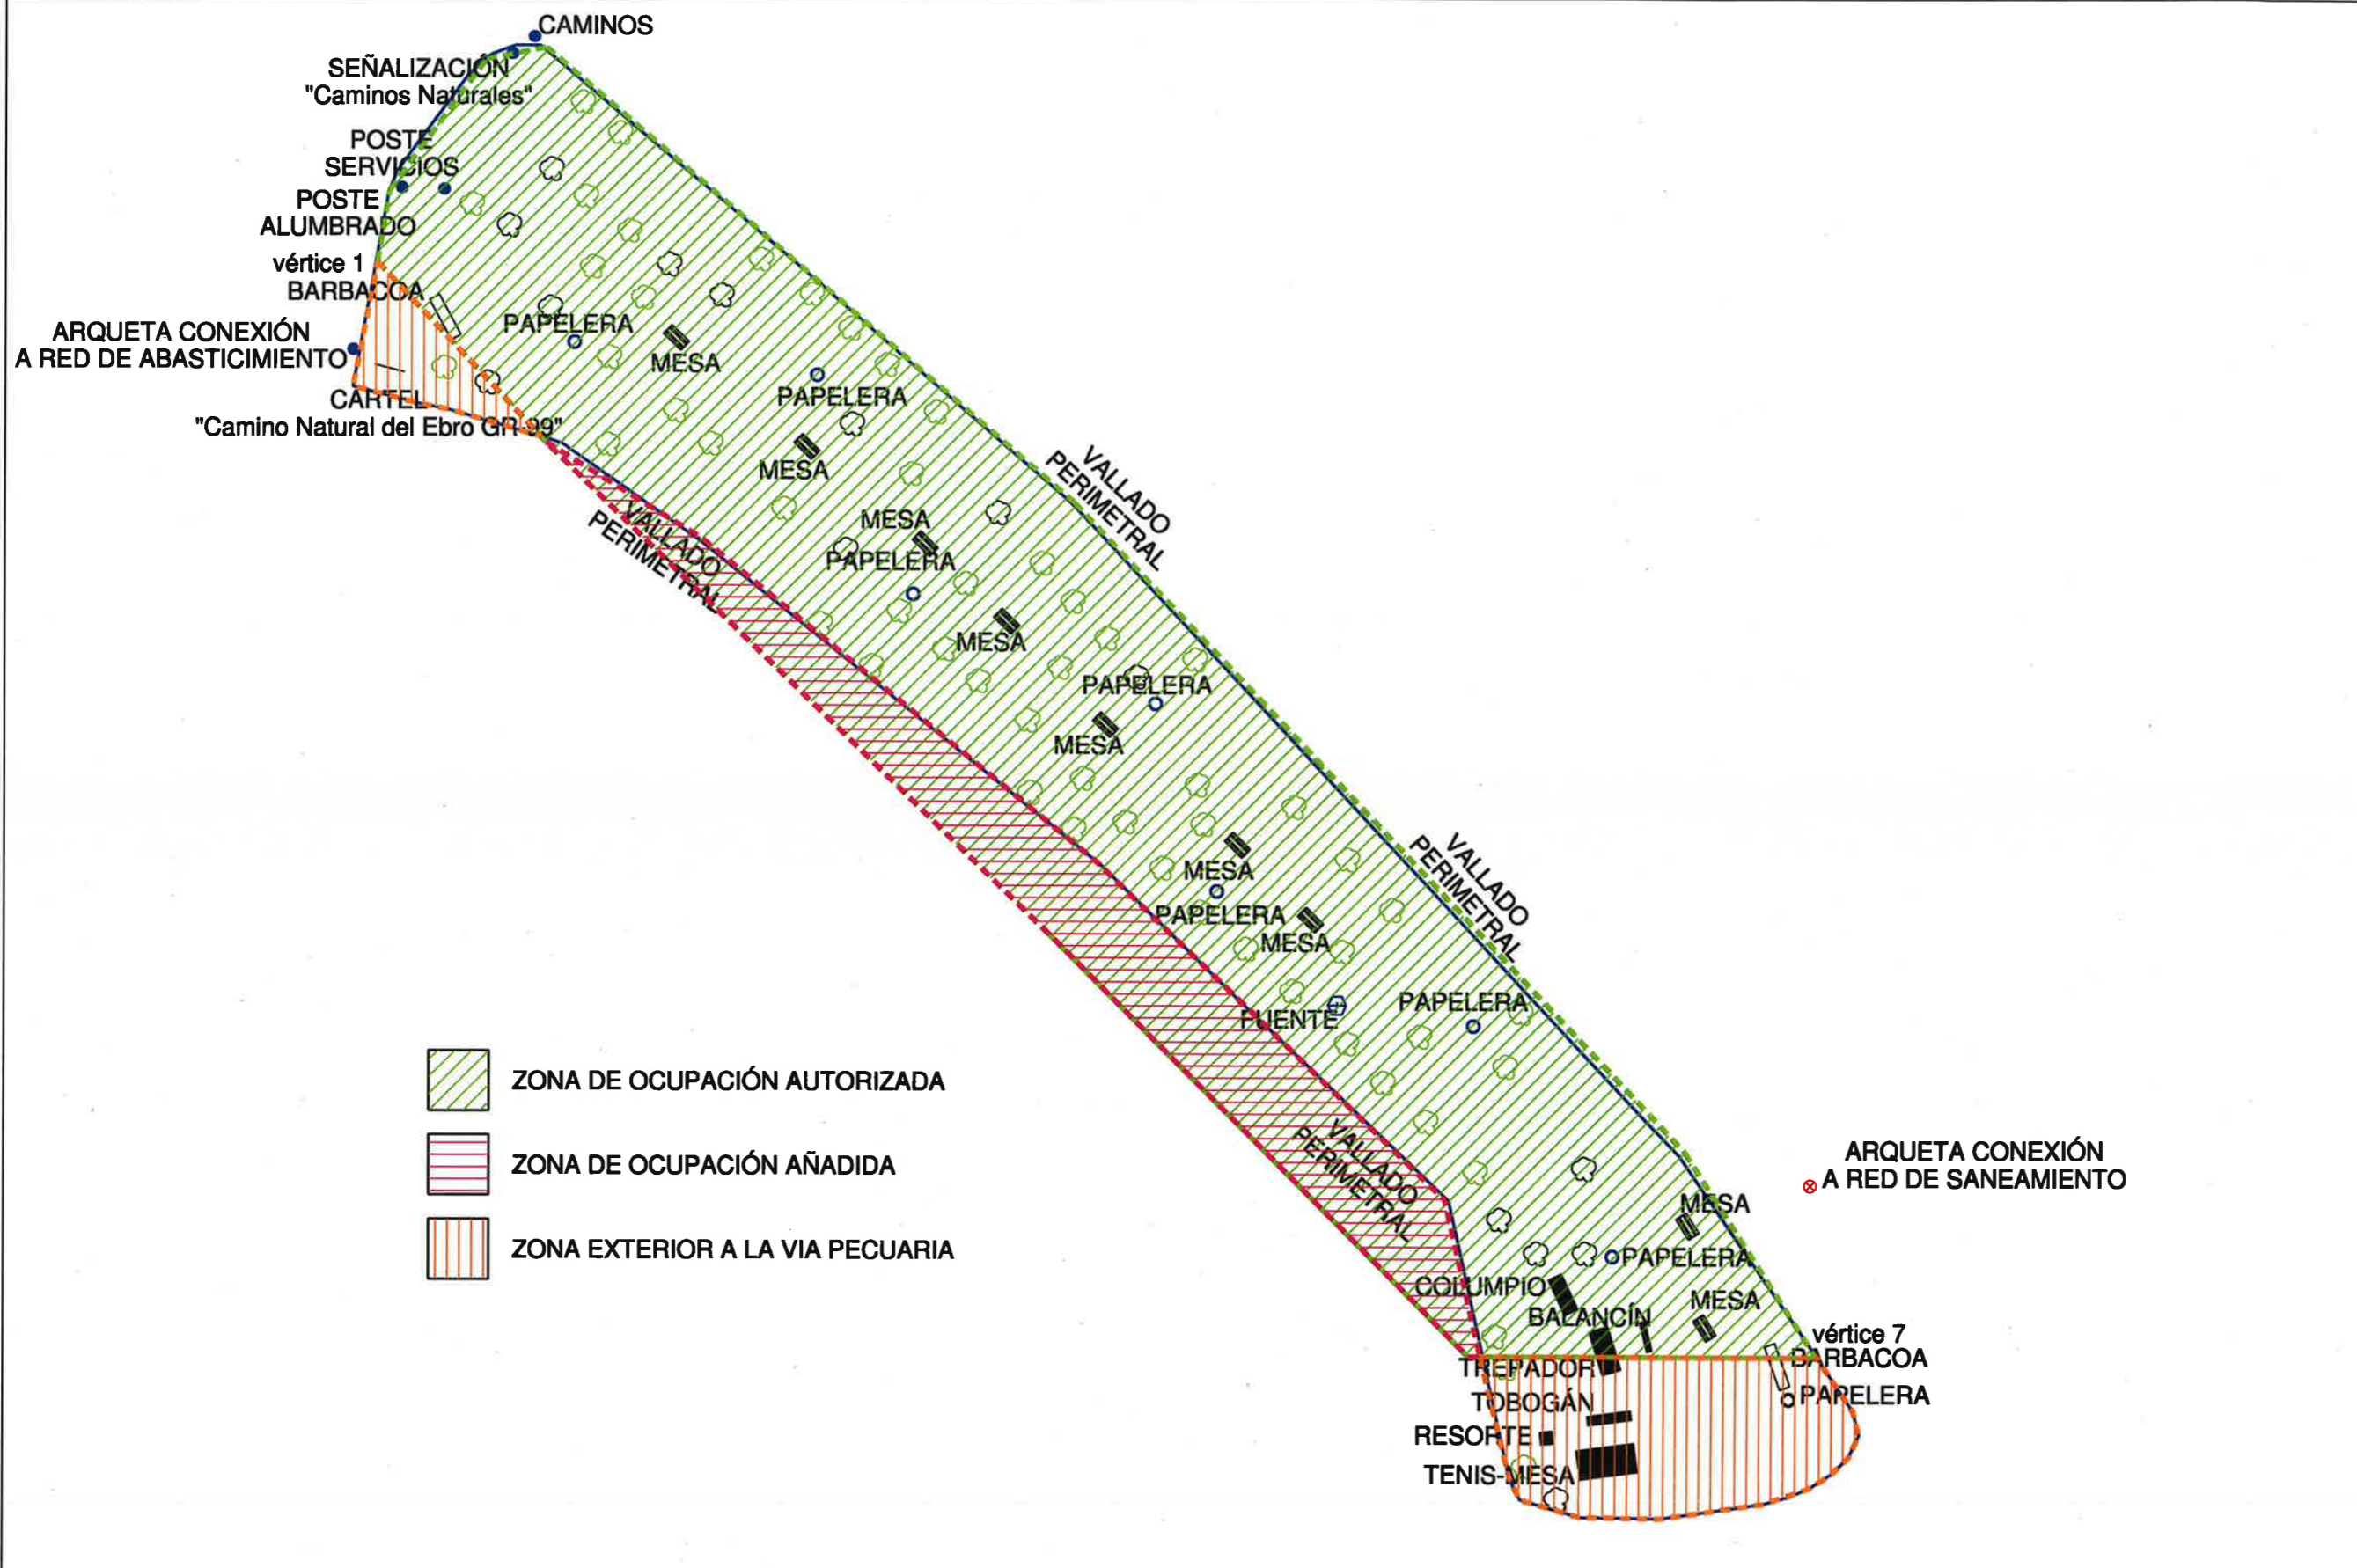 CAMINOS
SEÑALIZACIÓN
"Caminos Naturales"
POSTE
SERVICIOS
POSTE
ALUMBRADO
vértice 1
BARBACOA
ARQUETA CONEXIÓN
A RED DE ABASTICIMIENTO
CARTEL
"Camino Natural del Ebro GR-99"
PAPELERA
MESA
PAPELERA
MESA
VALLADO
PERIMETRAL
VALLADO
PERIMETRAL
MESA
PAPELERA
MESA
PAPELERA
MESA
VALLADO
PERIMETRAL
MESA
PAPELERA
MESA
PAPELERA
FUENTE
ZONA DE OCUPACIÓN AUTORIZADA
ZONA DE OCUPACIÓN AÑADIDA
ZONA EXTERIOR A LA VIA PECUARIA
VALLADO
PERIMETRAL
ARQUETA CONEXIÓN
A RED DE SANEAMIENTO
MESA
PAPELERA
COLUMPIO
MESA
BALANCÍN
vértice 7
BARBACOA
TREPADOR
PAPELERA
TOBOGÁN
RESORTE
TENIS-MESA